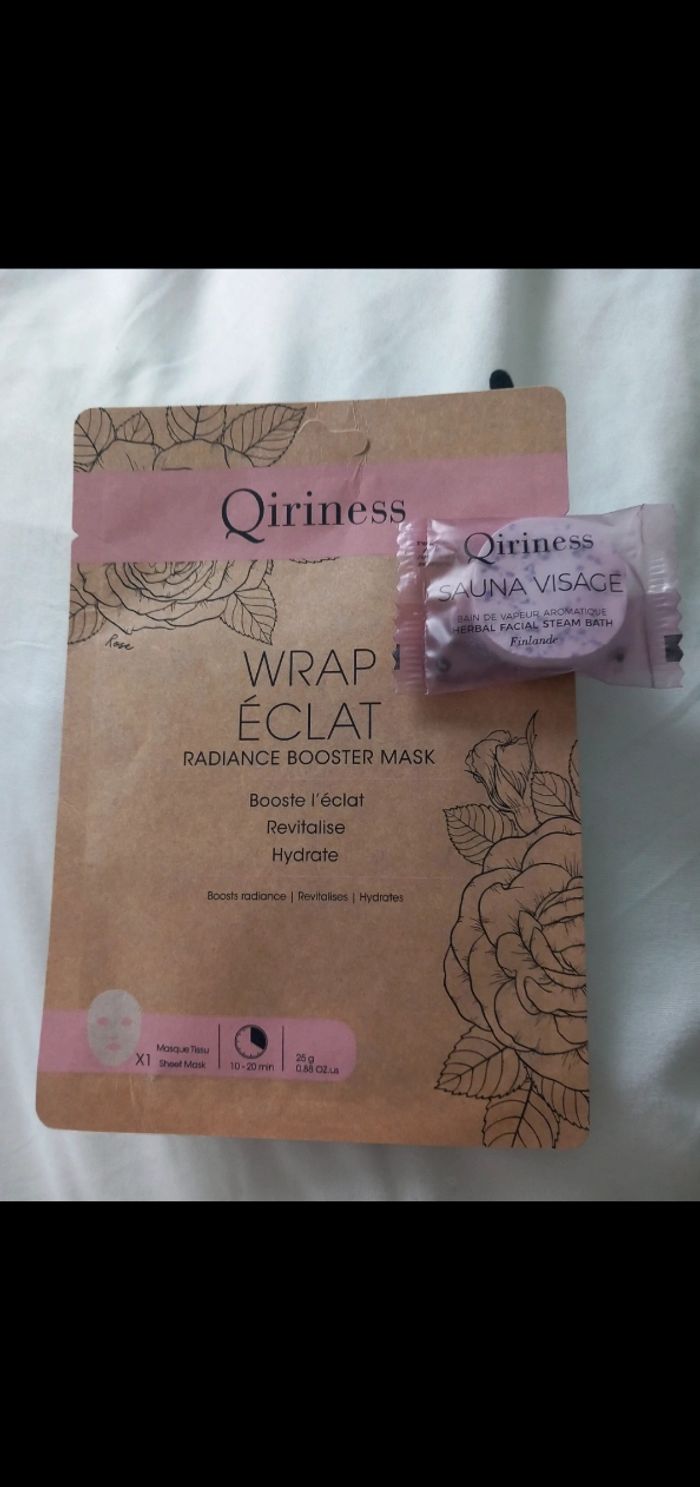 Qiriness
Rose
WRAP
ÉCLAT
RADIANCE BOOSTER MASK
Booste l'éclat
Revitalise
Hydrate
Boosts radiance | Revitalises | Hydrates
X1
Masque Tissu
Sheet Mask
10-20 min
25 g
0.88 OZ.us
Qiriness
SAUNA VISAGE
BAIN DE VAPEUR AROMATIQUE
HERBAL FACIAL STEAM BATH
Finlande